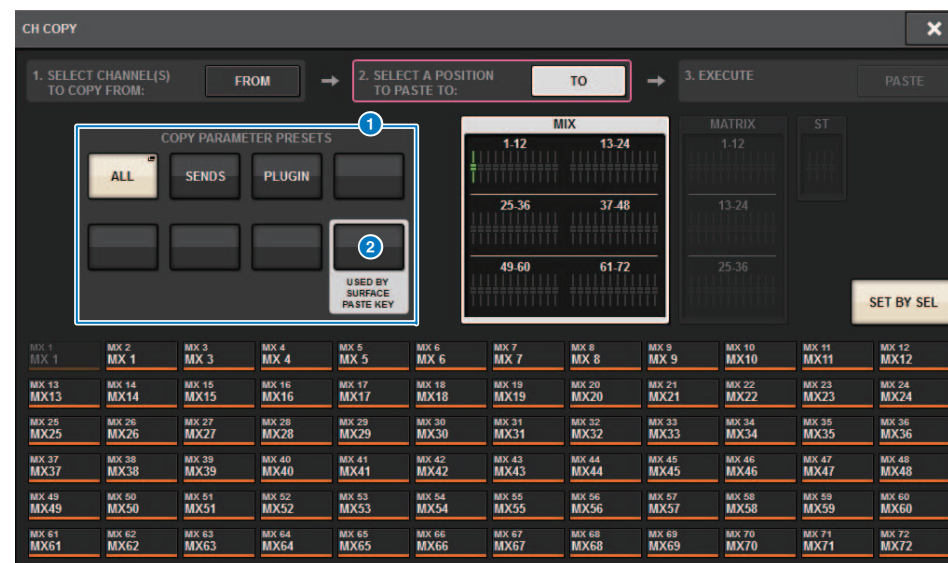 CH COPY
1. SELECT CHANNEL(S)
TO COPY FROM:
FROM
2. SELECT A POSITION
TO PASTE TO:
TO
3. EXECUTE
PASTE
1
COPY PARAMETER PRESETS
ALL
SENDS
PLUGIN
2
USED BY
SURFACE
PASTE KEY
MIX
1-12 13-24
25-36 37-48
49-60 61-72
MATRIX
1-12
13-24
25-36
ST
SET BY SEL
MX 1 MX 2 MX 3 MX 4 MX 5 MX 6 MX 7 MX 8 MX 9 MX 10 MX 11 MX 12
MX 1 MX 1 MX 3 MX 4 MX 5 MX 6 MX 7 MX 8 MX 9 MX10 MX11 MX12
MX 13 MX 14 MX 15 MX 16 MX 17 MX 18 MX 19 MX 20 MX 21 MX 22 MX 23 MX 24
MX13 MX14 MX15 MX16 MX17 MX18 MX19 MX20 MX21 MX22 MX23 MX24
MX 25 MX 26 MX 27 MX 28 MX 29 MX 30 MX 31 MX 32 MX 33 MX 34 MX 35 MX 36
MX25 MX26 MX27 MX28 MX29 MX30 MX31 MX32 MX33 MX34 MX35 MX36
MX 37 MX 38 MX 39 MX 40 MX 41 MX 42 MX 43 MX 44 MX 45 MX 46 MX 47 MX 48
MX37 MX38 MX39 MX40 MX41 MX42 MX43 MX44 MX45 MX46 MX47 MX48
MX 49 MX 50 MX 51 MX 52 MX 53 MX 54 MX 55 MX 56 MX 57 MX 58 MX 59 MX 60
MX49 MX50 MX51 MX52 MX53 MX54 MX55 MX56 MX57 MX58 MX59 MX60
MX 61 MX 62 MX 63 MX 64 MX 65 MX 66 MX 67 MX 68 MX 69 MX 70 MX 71 MX 72
MX61 MX62 MX63 MX64 MX65 MX66 MX67 MX68 MX69 MX70 MX71 MX72